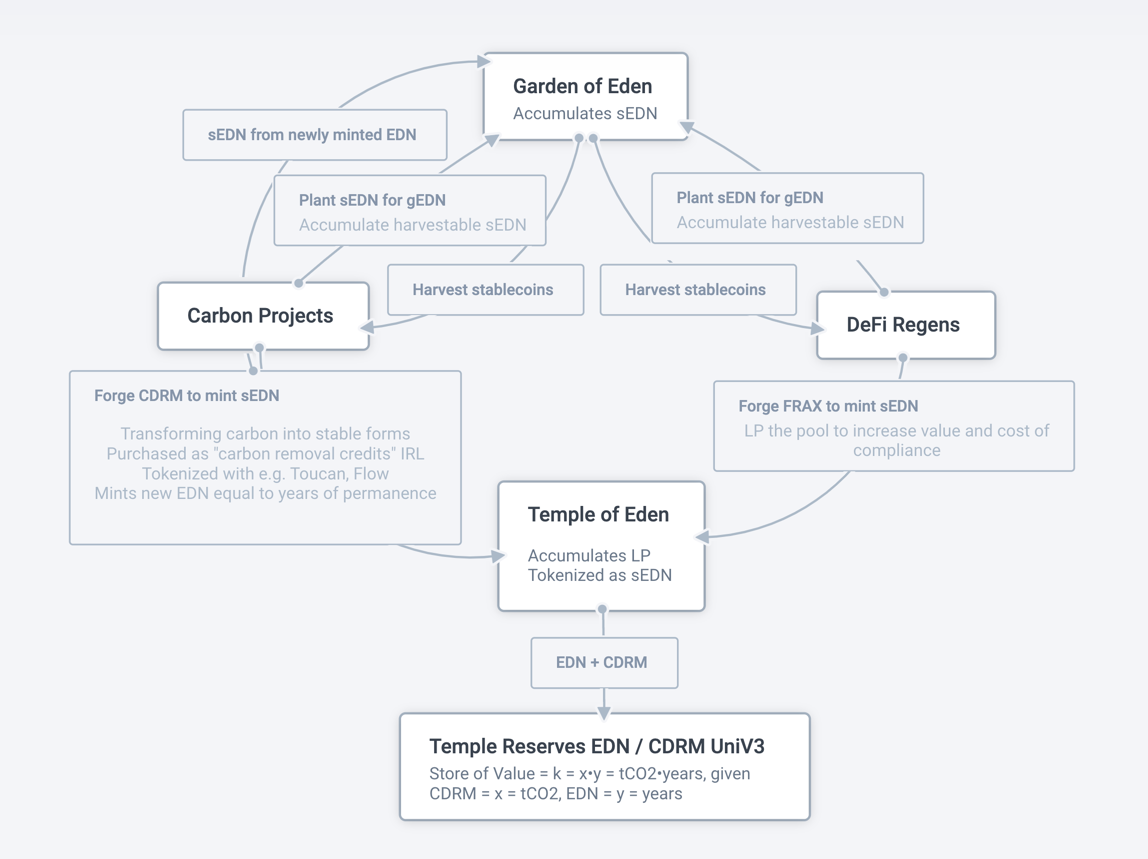 Garden of Eden
Accumulates sEDN
sEDN from newly minted EDN
Plant sEDN for gEDN
Accumulate harvestable sEDN
Plant sEDN for gEDN
Accumulate harvestable sEDN
Harvest stablecoins
Harvest stablecoins
Carbon Projects
DeFi Regens
Forge CDRM to mint sEDN
Transforming carbon into stable forms
Purchased as "carbon removal credits" IRL
Tokenized with e.g. Toucan, Flow
Mints new EDN equal to years of permanence
Forge FRAX to mint sEDN
LP the pool to increase value and cost of
compliance
Temple of Eden
Accumulates LP
Tokenized as sEDN
EDN + CDRM
Temple Reserves EDN / CDRM UniV3
Store of Value = k = x•y = tCO2•years, given
CDRM = x = tCO2, EDN = y = years